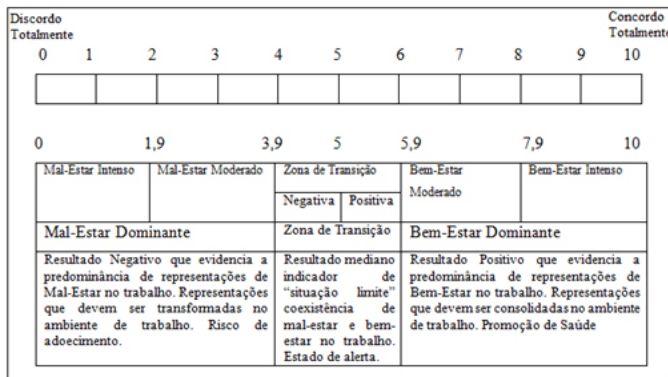 Discordo Totalmente
Concordo Totalmente
0 1 2 3 4 5 6 7 8 9 10
0 1,9 3,9 5 5,9 7,9 10
Mal-Estar Intenso
Mal-Estar Moderado
Zona de Transição
Bem-Estar
Moderado
Bem-Estar Intenso
Negativa
Positiva
Mal-Estar Dominante
Zona de Transição
Bem-Estar Dominante
Resultado Negativo que evidencia a
predominância de representações de
Mal-Estar no trabalho. Representações
que devem ser transformadas no
ambiente de trabalho. Risco de
adoecimento.
Resultado mediano
indicador de
“situação limite”
coexistência de
mal-estar e bem-
estar no trabalho.
Estado de alerta.
Resultado Positivo que evidencia a
predominância de representações de
Bem-Estar no trabalho. Representações
que devem ser consolidadas no ambiente
de trabalho. Promoção de Saúde